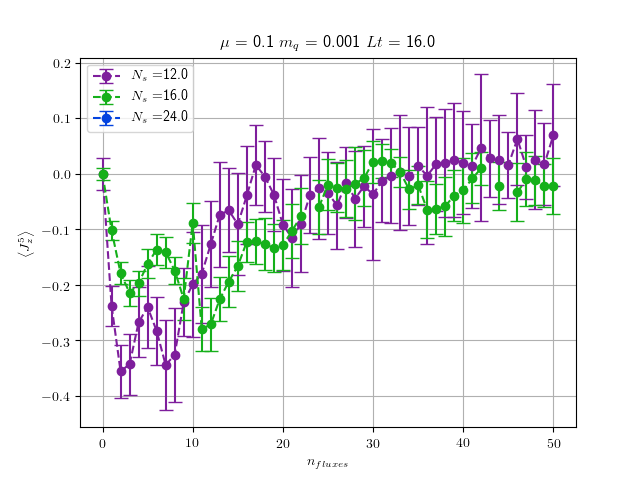 μ = 0.1 m_q = 0.001 Lt = 16.0
N_s =12.0
N_s =16.0
N_s =24.0
⟨J_z^5⟩
0.2
0.1
0.0
−0.1
−0.2
−0.3
−0.4
0 10 20 30 40 50
n_{fluxes}